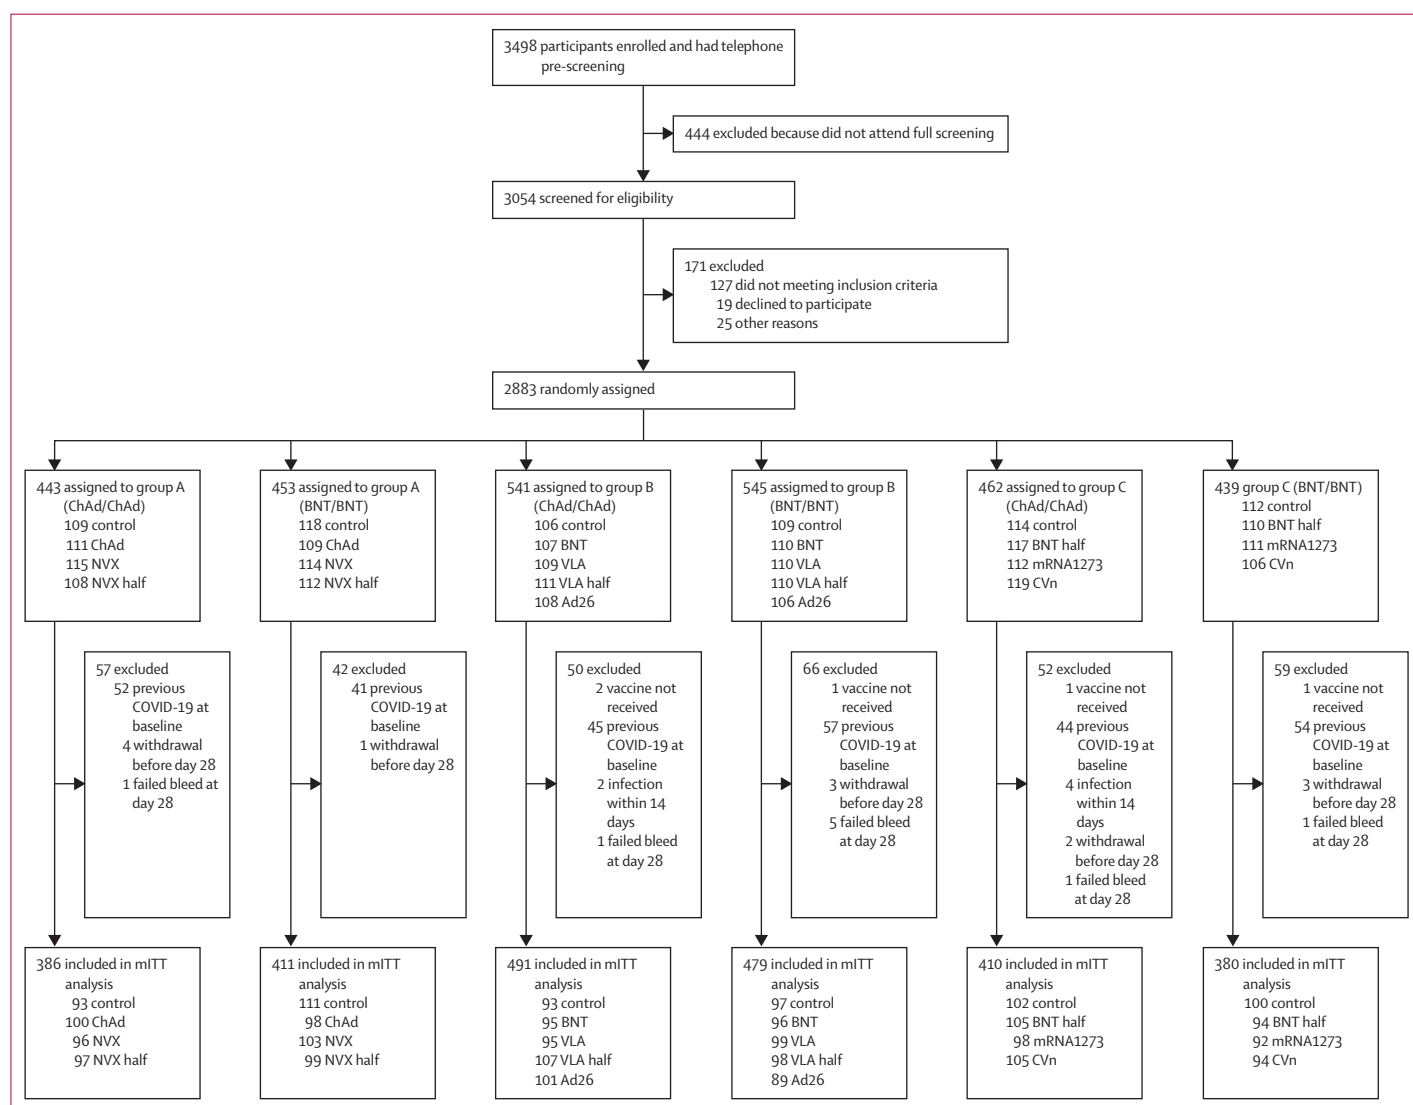 3498 participants enrolled and had telephone
pre-screening
444 excluded because did not attend full screening
3054 screened for eligibility
171 excluded
127 did not meeting inclusion criteria
19 declined to participate
25 other reasons
2883 randomly assigned
443 assigned to group A
(ChAd/ChAd)
109 control
111 ChAd
115 NVX
108 NVX half
453 assigned to group A
(BNT/BNT)
118 control
109 ChAd
114 NVX
112 NVX half
541 assigned to group B
(ChAd/ChAd)
106 control
107 BNT
109 VLA
111 VLA half
108 Ad26
545 assigmed to group B
(BNT/BNT)
109 control
110 BNT
110 VLA
110 VLA half
106 Ad26
462 assigned to group C
(ChAd/ChAd)
114 control
117 BNT half
112 mRNA1273
119 CVn
439 group C (BNT/BNT)
112 control
110 BNT half
111 mRNA1273
106 CVn
57 excluded
52 previous
COVID-19 at
baseline
4 withdrawal
before day 28
1 failed bleed at
day 28
42 excluded
41 previous
COVID-19 at
baseline
1 withdrawal
before day 28
50 excluded
2 vaccine not
received
45 previous
COVID-19 at
baseline
2 infection
within 14
days
1 failed bleed
at day 28
66 excluded
1 vaccine not
received
57 previous
COVID-19 at
baseline
3 withdrawal
before day 28
5 failed bleed
at day 28
52 excluded
1 vaccine not
received
44 previous
COVID-19 at
baseline
4 infection
within 14
days
2 withdrawal
before day 28
1 failed bleed
at day 28
59 excluded
1 vaccine not
received
54 previous
COVID-19 at
baseline
3 withdrawal
before day 28
1 failed bleed
at day 28
386 included in mITT
analysis
93 control
100 ChAd
96 NVX
97 NVX half
411 included in mITT
analysis
111 control
98 ChAd
103 NVX
99 NVX half
491 included in mITT
analysis
93 control
95 BNT
95 VLA
107 VLA half
101 Ad26
479 included in mITT
analysis
97 control
96 BNT
99 VLA
98 VLA half
89 Ad26
410 included in mITT
analysis
102 control
105 BNT half
98 mRNA1273
105 CVn
380 included in mITT
analysis
100 control
94 BNT half
92 mRNA1273
94 CVn